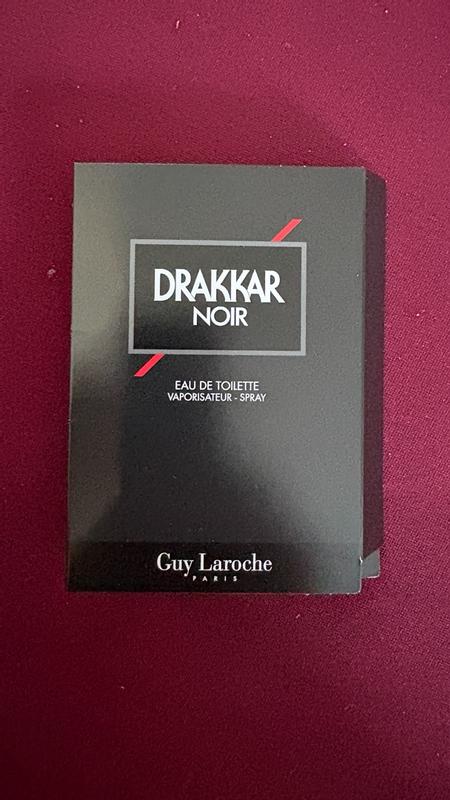 DRAKKAR
NOIR
EAU DE TOILETTE
VAPORISATEUR - SPRAY
Guy Laroche
PARIS